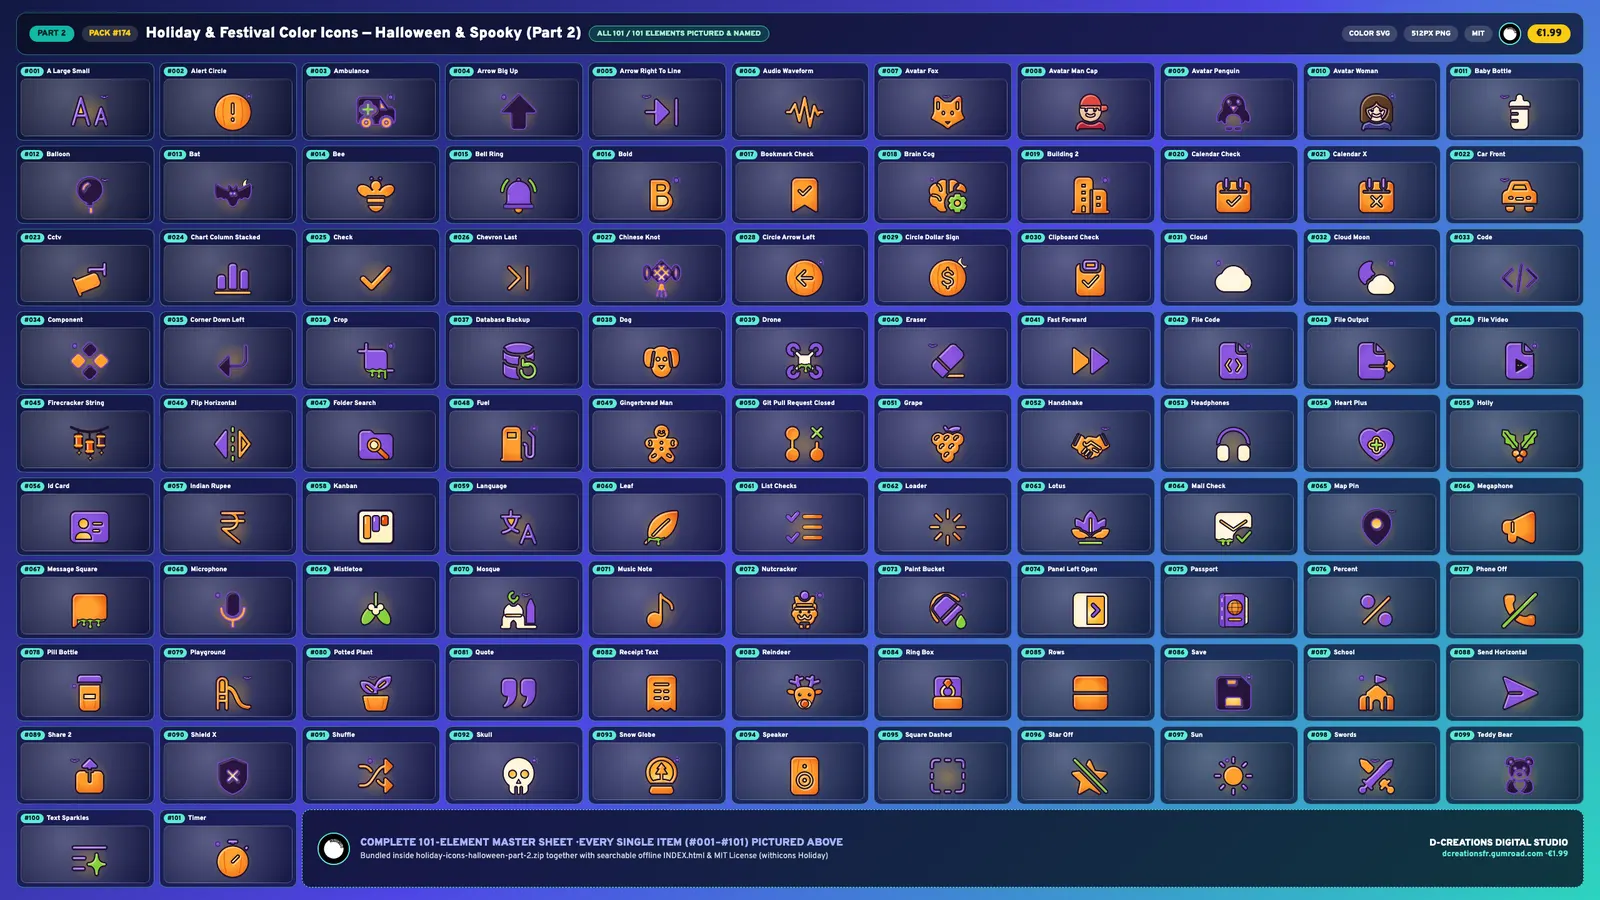 PART 2 PACK #174 Holiday & Festival Color Icons – Halloween & Spooky (Part 2) ALL 101 / 101 ELEMENTS PICTURED & NAMED COLOR SVG 512PX PNG MIT €1.99
#001 A Large Small #002 Alert Circle #003 Ambulance #004 Arrow Big Up #005 Arrow Right To Line #006 Audio Waveform #007 Avatar Fox #008 Avatar Man Cap #009 Avatar Penguin #010 Avatar Woman #011 Baby Bottle
#012 Balloon #013 Bat #014 Bee #015 Bell Ring #016 Bold #017 Bookmark Check #018 Brain Cog #019 Building 2 #020 Calendar Check #021 Calendar X #022 Car Front
#023 Cctv #024 Chart Column Stacked #025 Check #026 Chevron Last #027 Chinese Knot #028 Circle Arrow Left #029 Circle Dollar Sign #030 Clipboard Check #031 Cloud #032 Cloud Moon #033 Code
#034 Component #035 Corner Down Left #036 Crop #037 Database Backup #038 Dog #039 Drone #040 Eraser #041 Fast Forward #042 File Code #043 File Output #044 File Video
#045 Firecracker String #046 Flip Horizontal #047 Folder Search #048 Fuel #049 Gingerbread Man #050 Git Pull Request Closed #051 Grape #052 Handshake #053 Headphones #054 Heart Plus #055 Holly
#056 Id Card #057 Indian Rupee #058 Kanban #059 Language #060 Leaf #061 List Checks #062 Loader #063 Lotus #064 Mail Check #065 Map Pin #066 Megaphone
#067 Message Square #068 Microphone #069 Mistletoe #070 Mosque #071 Music Note #072 Nutcracker #073 Paint Bucket #074 Panel Left Open #075 Passport #076 Percent #077 Phone Off
#078 Pill Bottle #079 Playground #080 Potted Plant #081 Quote #082 Receipt Text #083 Reindeer #084 Ring Box #085 Rows #086 Save #087 School #088 Send Horizontal
#089 Share 2 #090 Shield X #091 Shuffle #092 Skull #093 Snow Globe #094 Speaker #095 Square Dashed #096 Star Off #097 Sun #098 Swords #099 Teddy Bear
#100 Text Sparkles #101 Timer
COMPLETE 101-ELEMENT MASTER SHEET · EVERY SINGLE ITEM (#001–#101) PICTURED ABOVE
Bundled inside holiday-icons-halloween-part-2.zip together with searchable offline INDEX.html & MIT License (withicons Holiday)
D-CREATIONS DIGITAL STUDIO
dcreationsfr.gumroad.com · €1.99